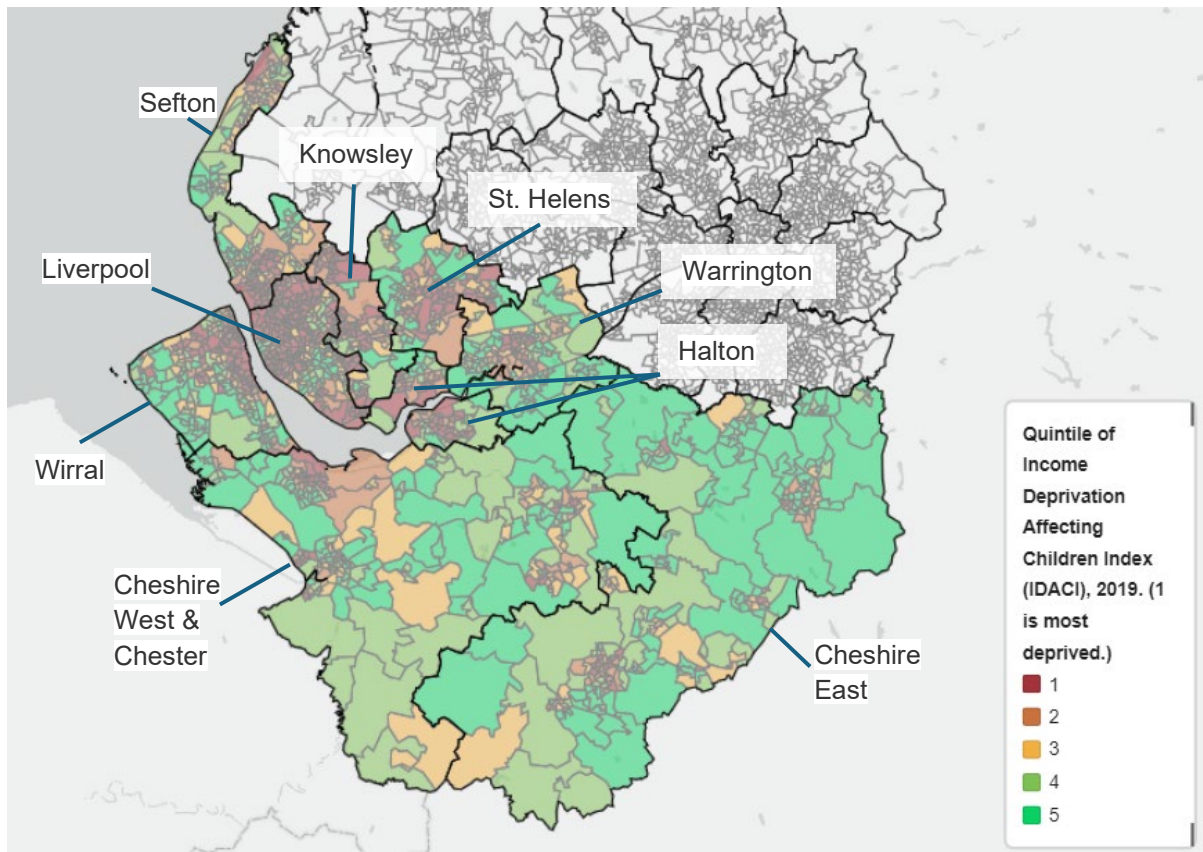 Sefton
Knowsley
St. Helens
Liverpool
Warrington
Halton
Wirral
Cheshire
West &
Chester
Cheshire
East
Quintile of
Income
Deprivation
Affecting
Children Index
(IDACI), 2019. (1
is most
deprived.)
1
2
3
4
5